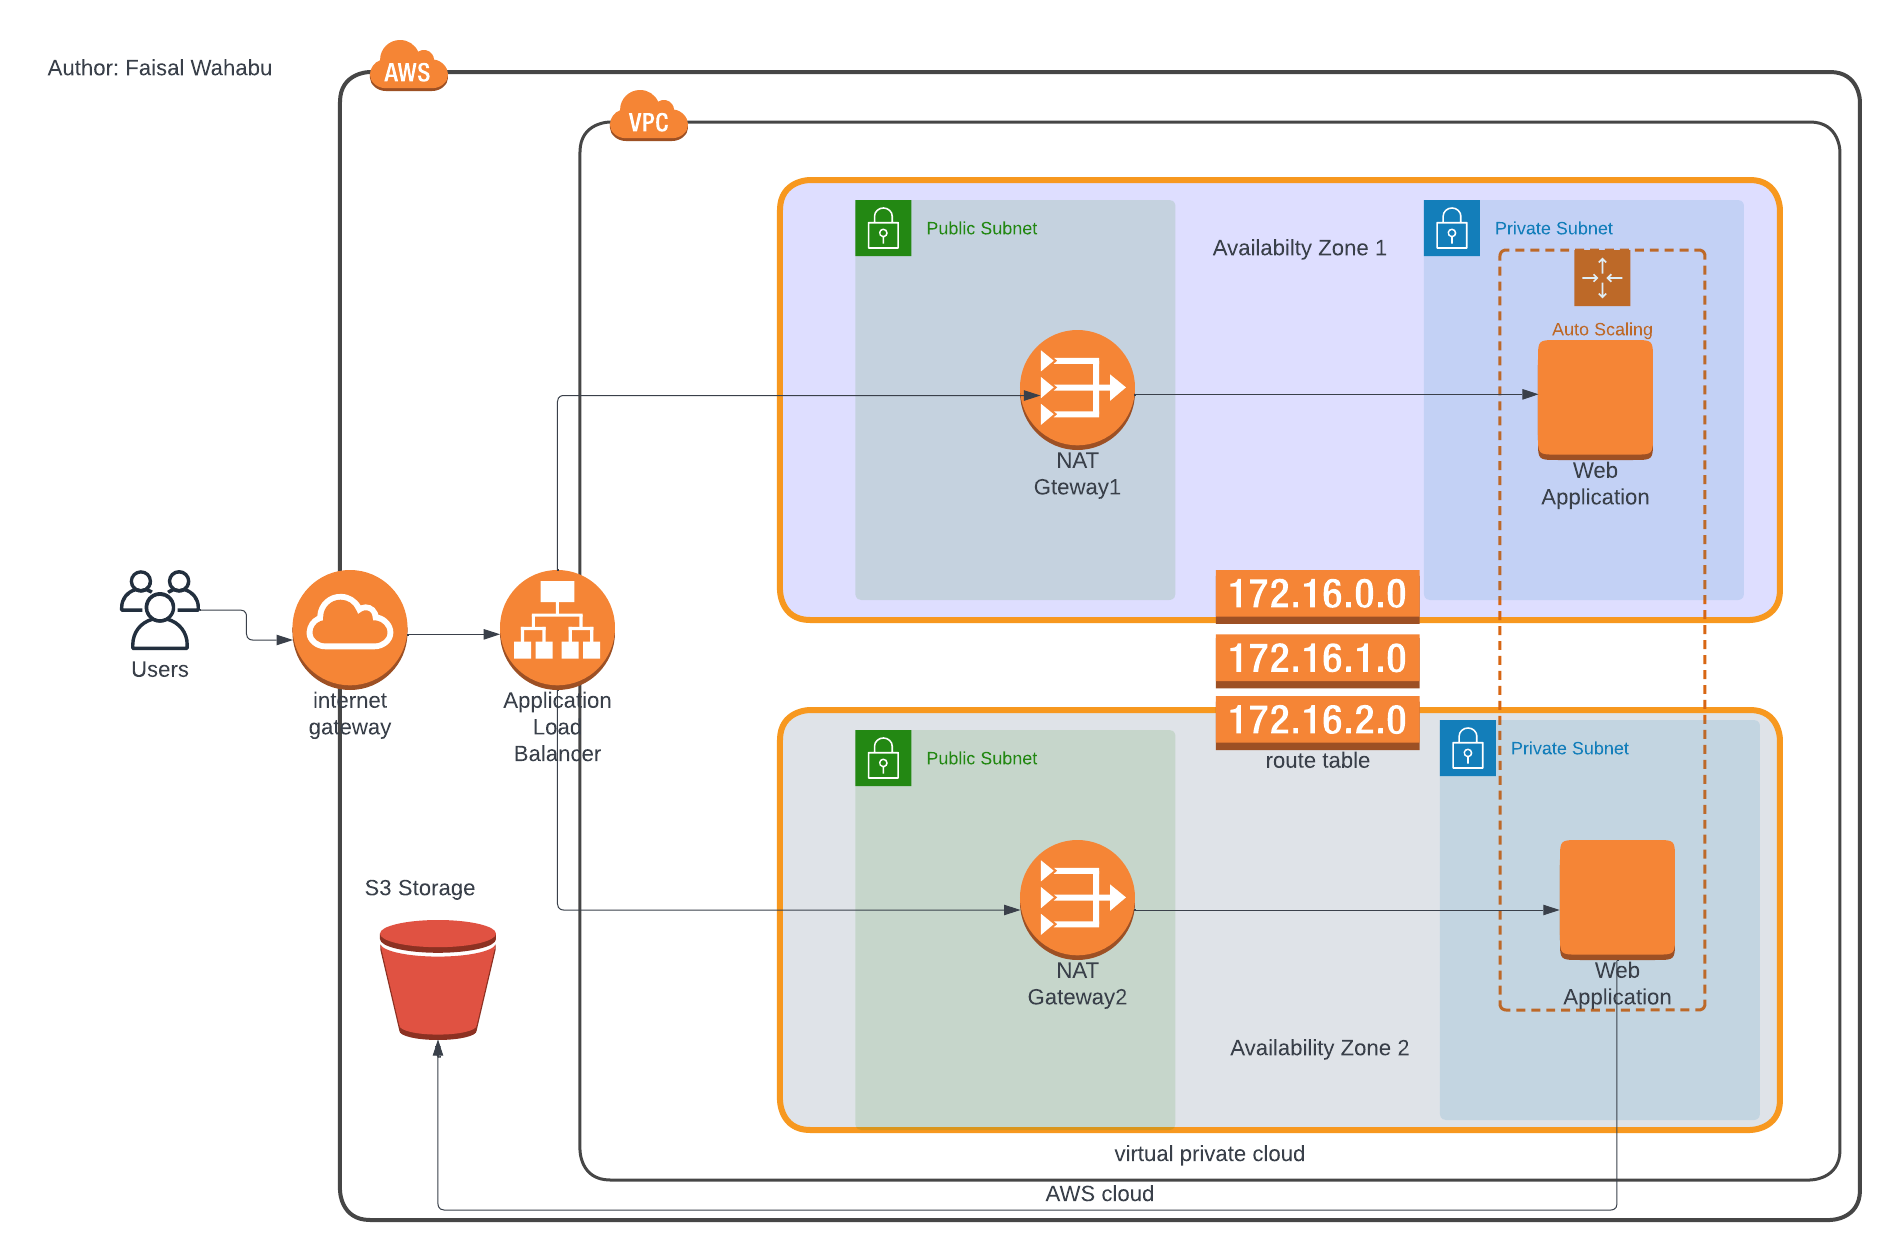 Author: Faisal Wahabu
AWS
VPC
Public Subnet
Availabilty Zone 1
Private Subnet
Auto Scaling
NAT
Gteway1
Web
Application
Users
internet
gateway
Application
Load
Balancer
172.16.0.0
172.16.1.0
172.16.2.0
route table
Public Subnet
Private Subnet
S3 Storage
NAT
Gateway2
Web
Application
Availability Zone 2
virtual private cloud
AWS cloud